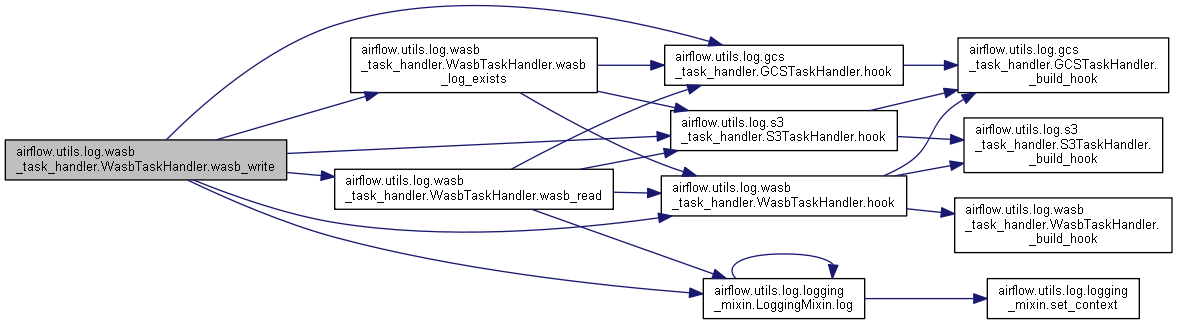 airflow.utils.log.wasb
_task_handler.WasbTaskHandler.wasb_write
airflow.utils.log.wasb
_task_handler.WasbTaskHandler.wasb
_log_exists
airflow.utils.log.wasb
_task_handler.WasbTaskHandler.wasb_read
airflow.utils.log.gcs
_task_handler.GCSTaskHandler.hook
airflow.utils.log.s3
_task_handler.S3TaskHandler.hook
airflow.utils.log.wasb
_task_handler.WasbTaskHandler.hook
airflow.utils.log.logging
_mixin.LoggingMixin.log
airflow.utils.log.gcs
_task_handler.GCSTaskHandler.
_build_hook
airflow.utils.log.s3
_task_handler.S3TaskHandler.
_build_hook
airflow.utils.log.wasb
_task_handler.WasbTaskHandler.
_build_hook
airflow.utils.log.logging
_mixin.set_context